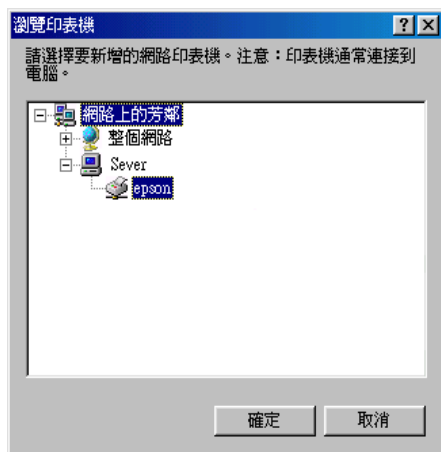 瀏覽印表機
請選擇要新增的網路印表機。注意：印表機通常連接到
電腦。
網路上的芳鄰
整個網路
Sever
epson
確定
取消